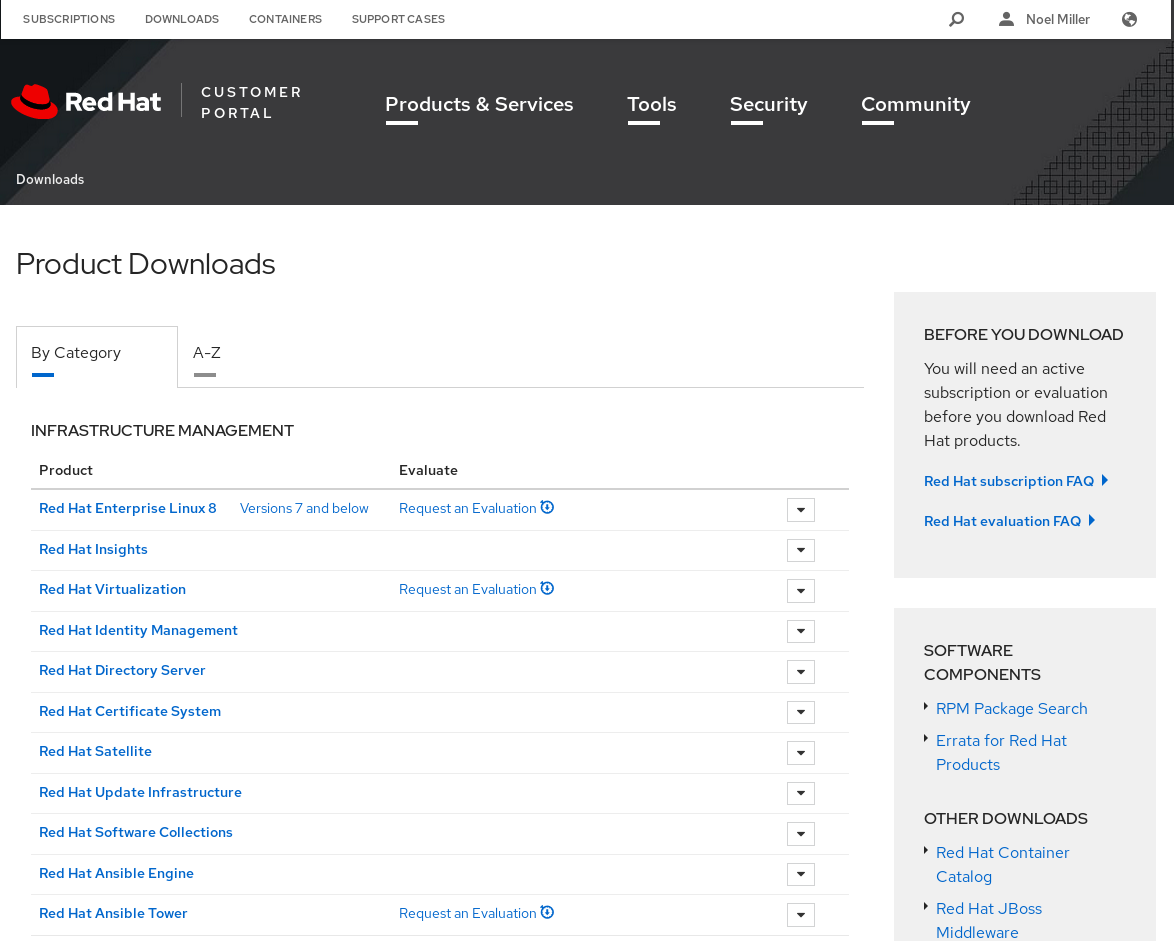 SUBSCRIPTIONS DOWNLOADS CONTAINERS SUPPORT CASES Noel Miller
Red Hat CUSTOMER PORTAL
Products & Services Tools Security Community
Downloads
Product Downloads
By Category A-Z
INFRASTRUCTURE MANAGEMENT
Product Evaluate
Red Hat Enterprise Linux 8 Versions 7 and below Request an Evaluation
Red Hat Insights
Red Hat Virtualization Request an Evaluation
Red Hat Identity Management
Red Hat Directory Server
Red Hat Certificate System
Red Hat Satellite
Red Hat Update Infrastructure
Red Hat Software Collections
Red Hat Ansible Engine
Red Hat Ansible Tower Request an Evaluation
BEFORE YOU DOWNLOAD
You will need an active
subscription or evaluation
before you download Red
Hat products.
Red Hat subscription FAQ
Red Hat evaluation FAQ
SOFTWARE
COMPONENTS
RPM Package Search
Errata for Red Hat
Products
OTHER DOWNLOADS
Red Hat Container
Catalog
Red Hat JBoss
Middleware